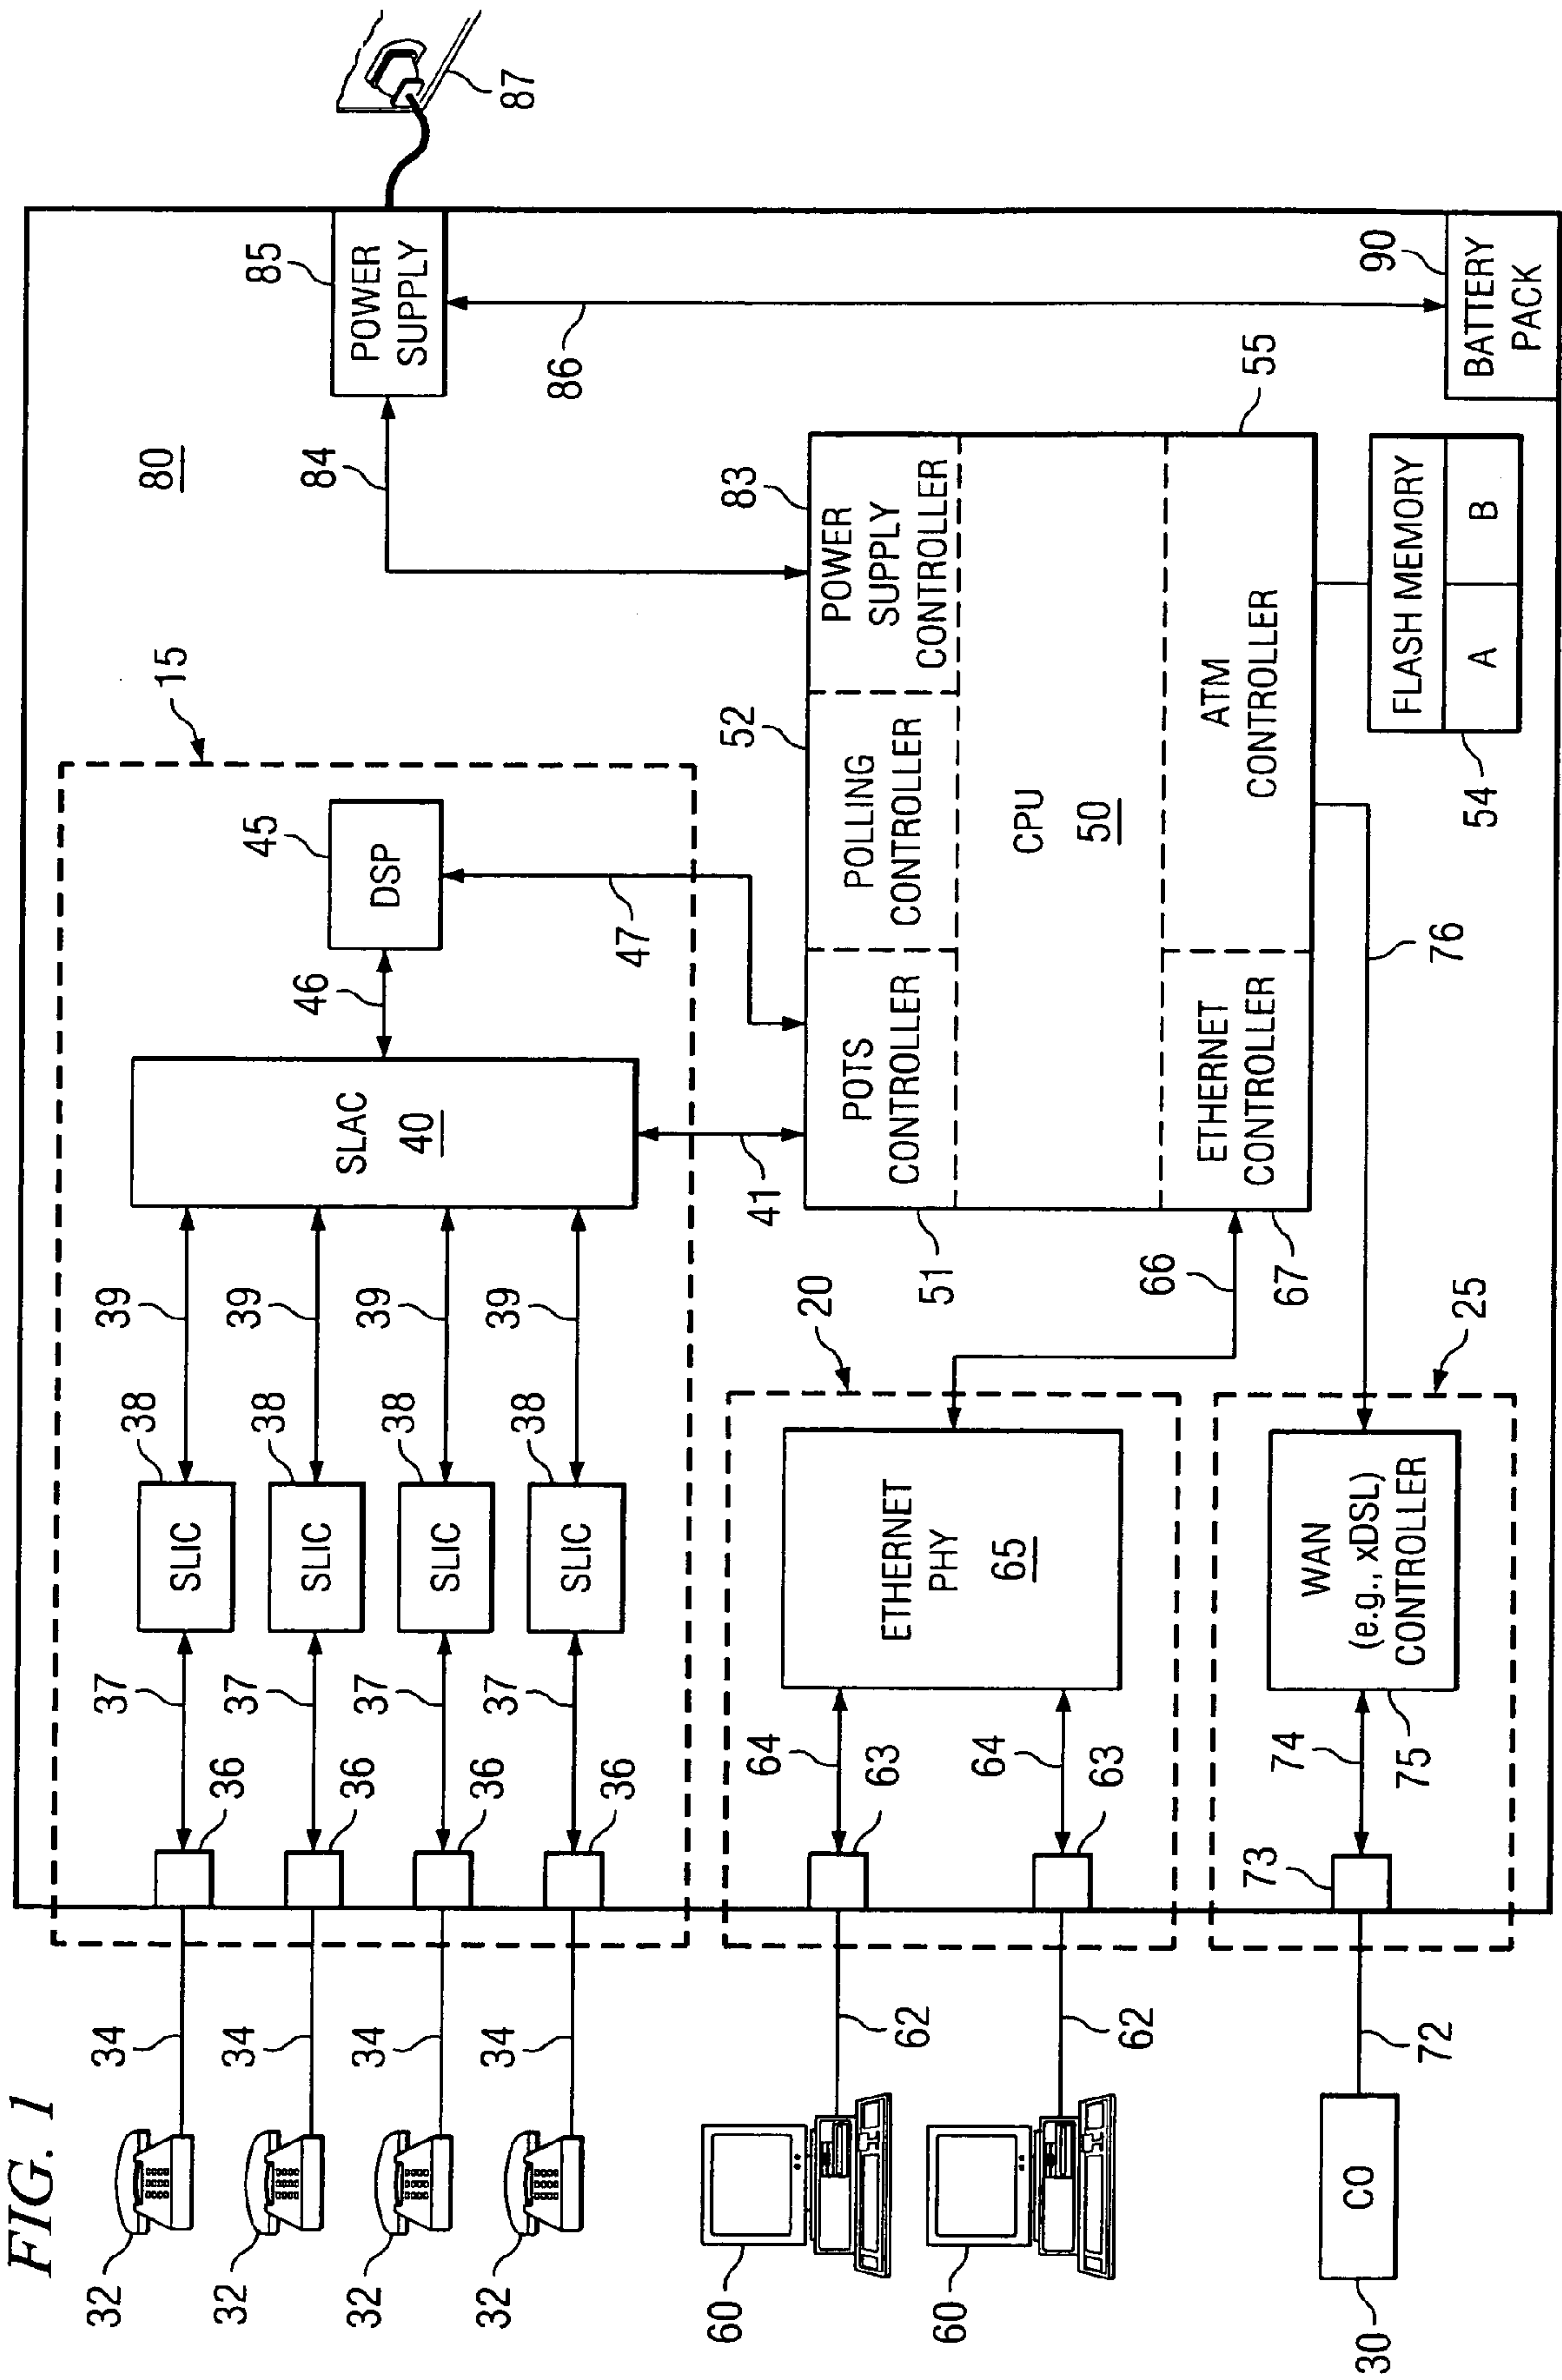 FIG. 1
32
32
32
32
34
34
34
34
36
36
36
36
37
37
37
37
SLIC
SLIC
SLIC
SLIC
38
38
38
38
39
39
39
39
SLAC
40
46
DSP
45
15
41
47
60
60
62
62
63
63
64
64
ETHERNET
PHY
65
20
66
30
CO
72
73
74
WAN
(e.g., xDSL)
CONTROLLER
75
25
76
POTS
CONTROLLER
51
POLLING
CONTROLLER
52
POWER
SUPPLY
CONTROLLER
83
CPU
50
ETHERNET
CONTROLLER
67
ATM
CONTROLLER
55
FLASH MEMORY
A
B
54
80
84
POWER
SUPPLY
85
86
87
BATTERY
PACK
90